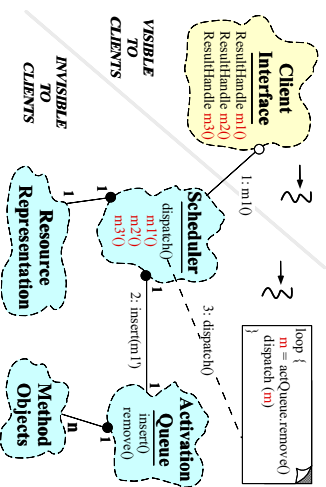 Client
Interface
ResultHandle m1()
ResultHandle m2()
ResultHandle m3()
VISIBLE
TO
CLIENTS
INVISIBLE
TO
CLIENTS
1: m1()
loop {
m = actQueue.remove()
dispatch (m)
}
Scheduler
dispatch()
m1'()
m2'()
m3'()
3: dispatch()
1
1
Resource
Representation
1
2: insert(m1')
1
Activation
Queue
insert()
remove()
1
n
Method
Objects